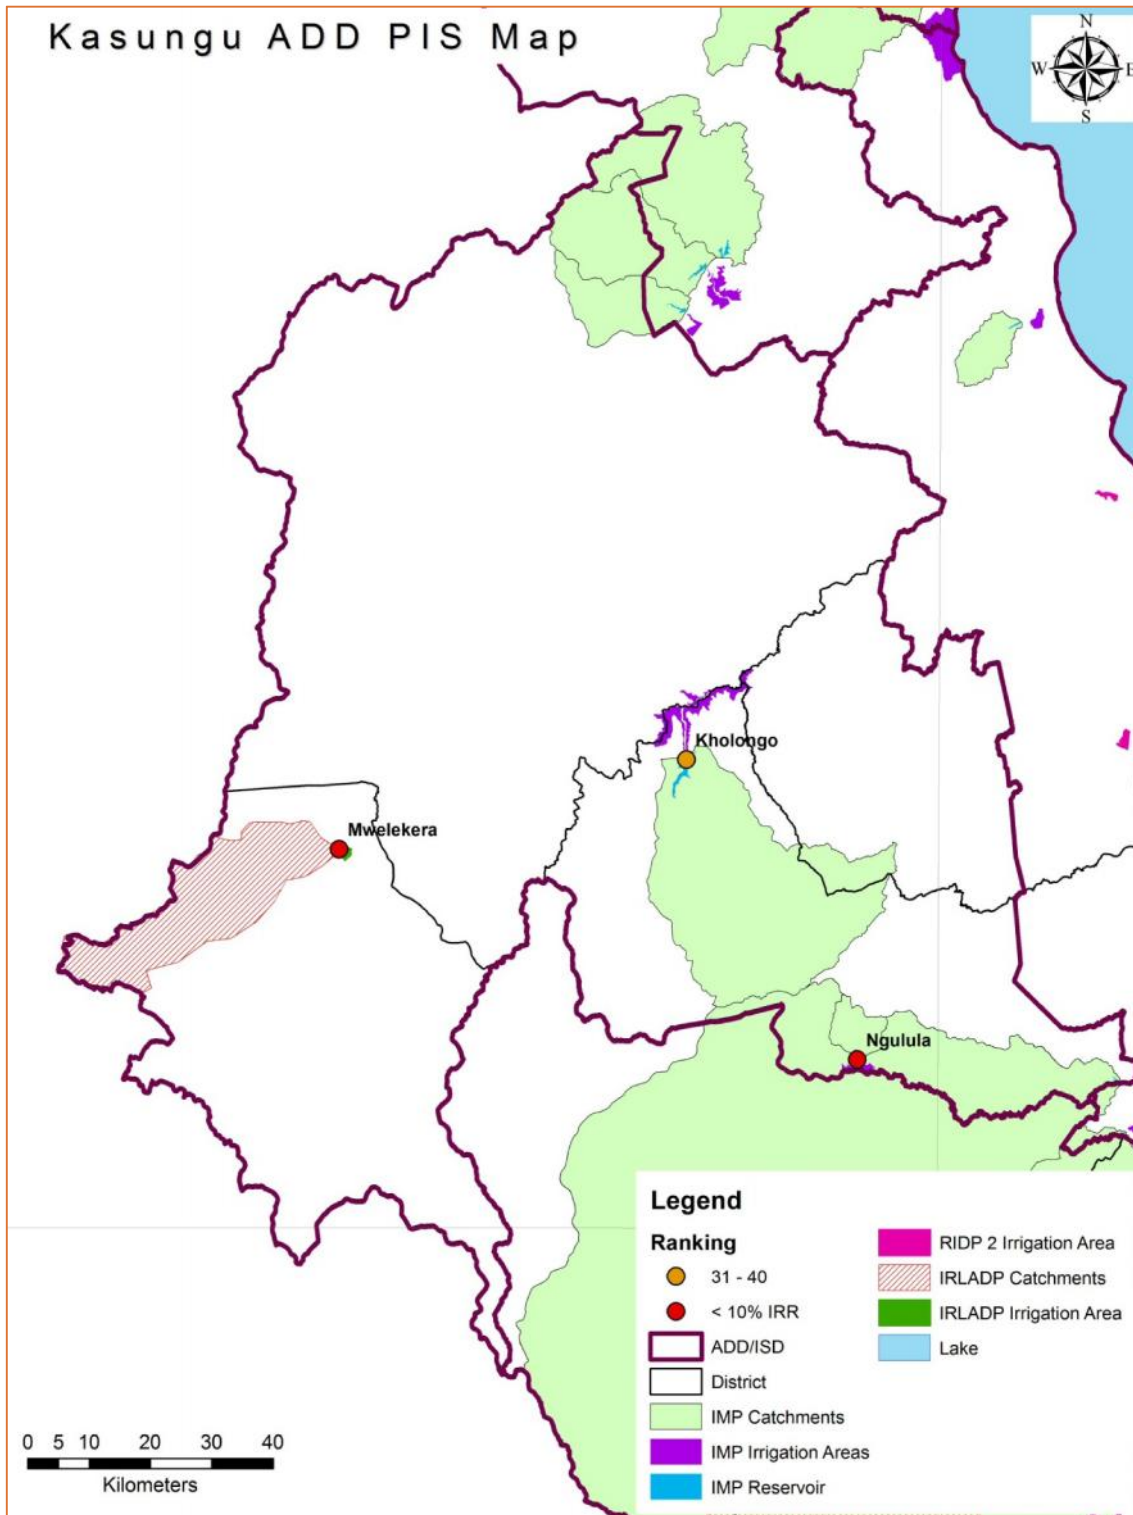 Kasungu ADD PIS Map
N
W E
S
Kholongo
Mwelekera
Ngulula
Legend
Ranking
31 - 40
< 10% IRR
ADD/ISD
District
IMP Catchments
IMP Irrigation Areas
IMP Reservoir
RIDP 2 Irrigation Area
IRLADP Catchments
IRLADP Irrigation Area
Lake
0 5 10 20 30 40
Kilometers